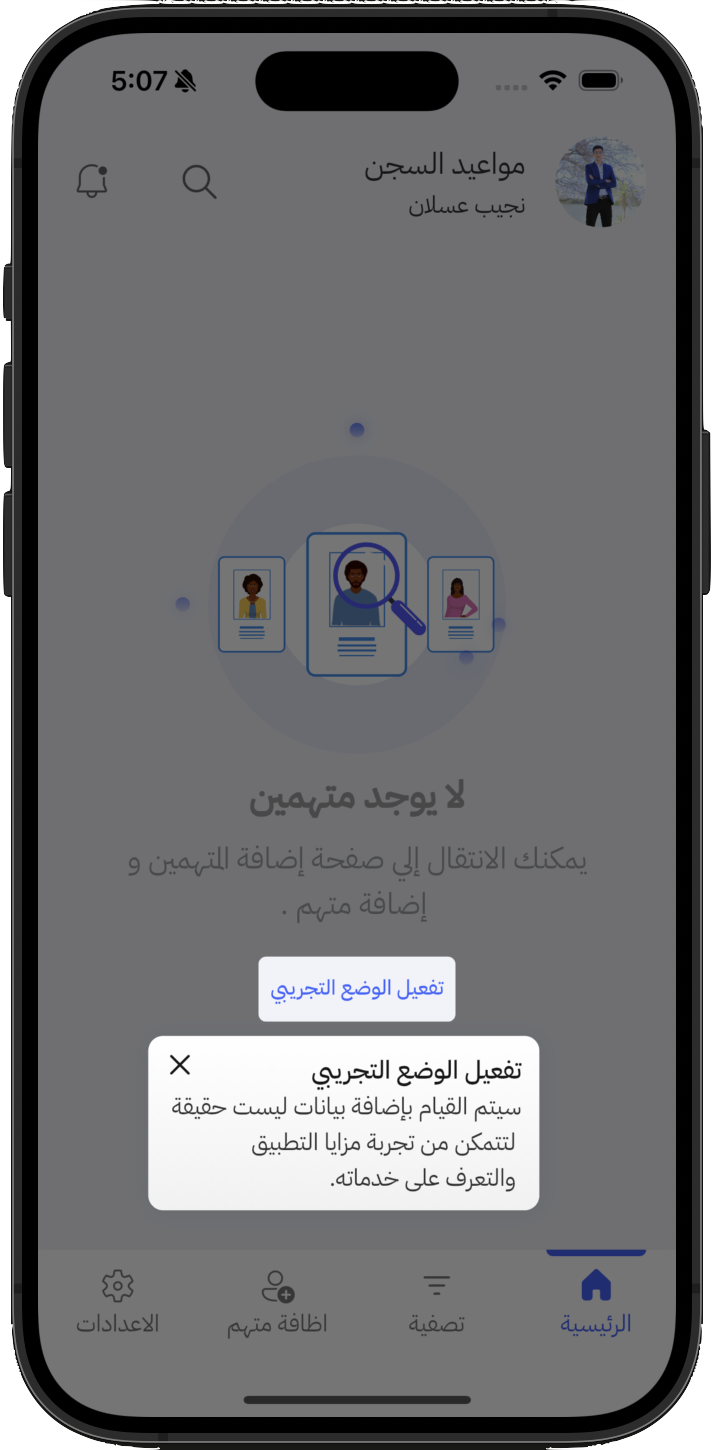 5:07
مواعيد السجن
نجيب عسلان
لا يوجد متهمين
يمكنك الانتقال إلي صفحة إضافة المتهمين و
إضافة متهم .
تفعيل الوضع التجريبي
تفعيل الوضع التجريبي
سيتم القيام بإضافة بيانات ليست حقيقة
لتتمكن من تجربة مزايا التطبيق
والتعرف على خدماته.
الرئيسية
تصفية
اظافة متهم
الاعدادات